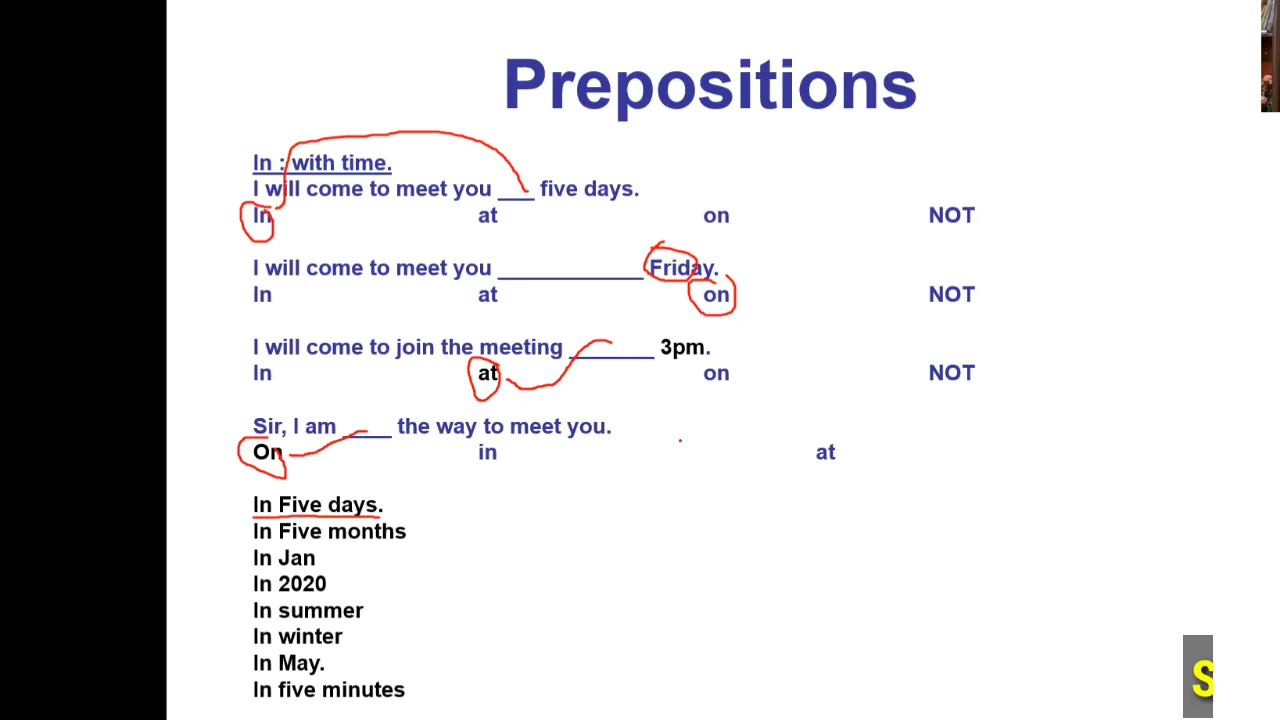 Prepositions
In : with time.
I will come to meet you ___ five days.
In at on NOT
I will come to meet you ____________ Friday.
In at on NOT
I will come to join the meeting _______ 3pm.
In at on NOT
Sir, I am ____ the way to meet you.
On in at
In Five days.
In Five months
In Jan
In 2020
In summer
In winter
In May.
In five minutes
S